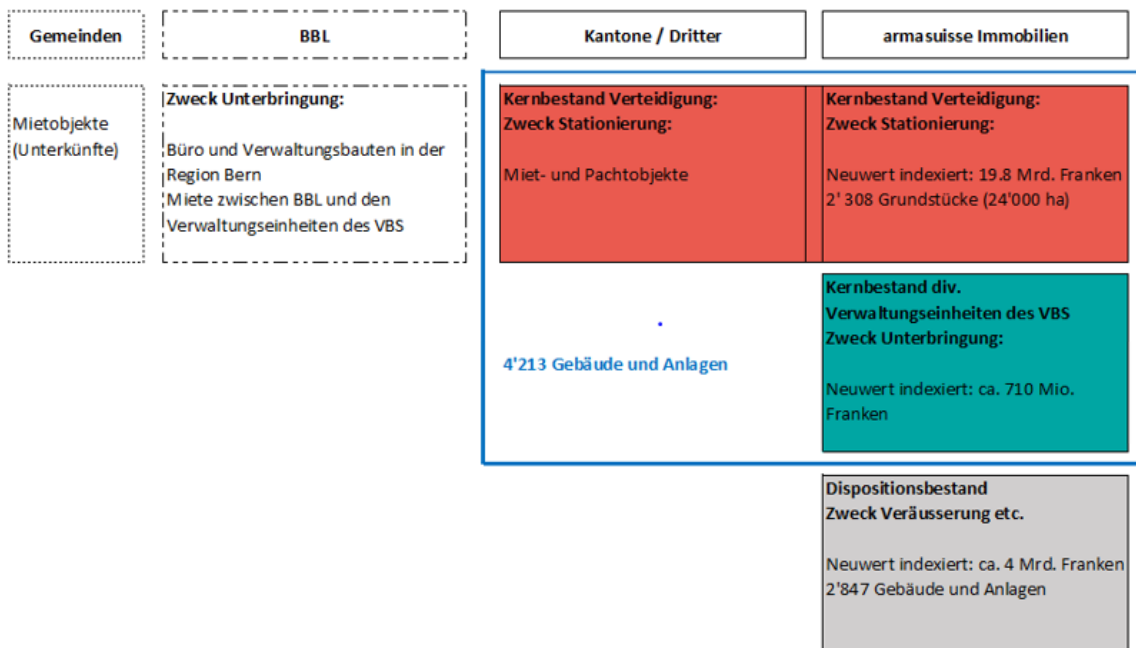 Gemeinden
BBL
Kantone / Dritter
armasuisse Immobilien
Mietobjekte
(Unterkünfte)
Zweck Unterbringung:
Büro und Verwaltungsbauten in der
Region Bern
Miete zwischen BBL und den
Verwaltungseinheiten des VBS
Kernbestand Verteidigung:
Zweck Stationierung:
Miet- und Pachtobjekte
Kernbestand Verteidigung:
Zweck Stationierung:
Neuwert indexiert: 19.8 Mrd. Franken
2' 308 Grundstücke (24'000 ha)
4'213 Gebäude und Anlagen
Kernbestand div.
Verwaltungseinheiten des VBS
Zweck Unterbringung:
Neuwert indexiert: ca. 710 Mio.
Franken
Dispositionsbestand
Zweck Veräusserung etc.
Neuwert indexiert: ca. 4 Mrd. Franken
2'847 Gebäude und Anlagen